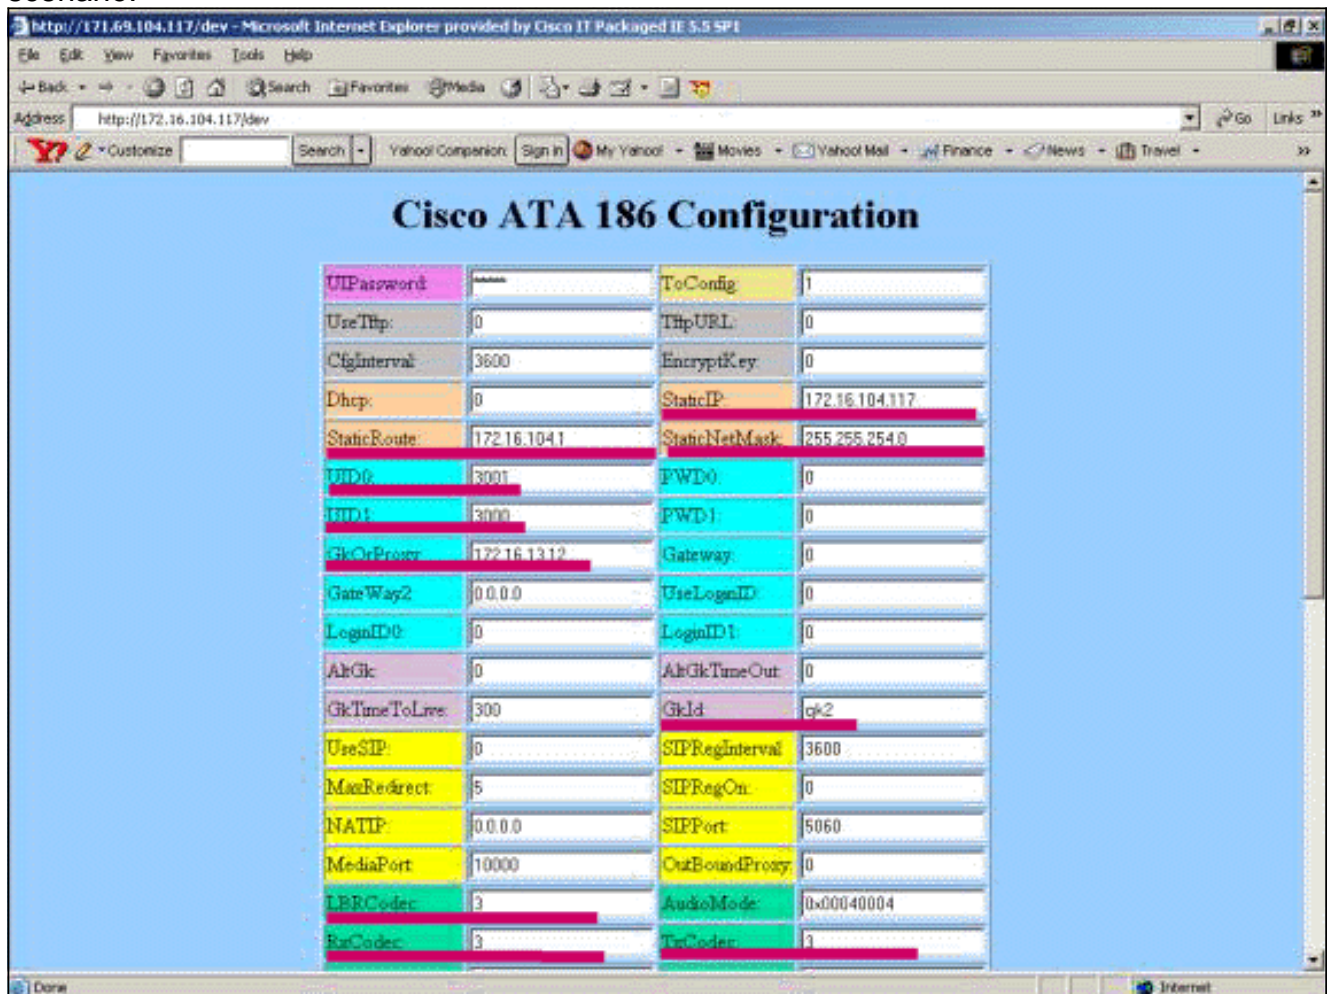 scenario.
http://171.69.104.117/dev - Microsoft Internet Explorer provided by Cisco IT Packaged IE 5.5 SP1
File Edit View Favorites Tools Help
Back Search Favorites Media
Address http://172.16.104.117/dev Go Links
Customize Search Yahoo! Companion: Sign in My Yahoo! Movies Yahoo! Mail Finance News Travel
Cisco ATA 186 Configuration
UIPassword: ***** ToConfig: 1
UseTftp: 0 TftpURL: 0
CfgInterval: 3600 EncryptKey: 0
Dhcp: 0 StaticIP: 172.16.104.117
StaticRoute: 172.16.104.1 StaticNetMask: 255.255.254.0
UID0: 3001 PWD0: 0
UID1: 3000 PWD1: 0
GkOrProxy: 172.16.13.12 Gateway: 0
GateWay2: 0.0.0.0 UseLoginID: 0
LoginID0: 0 LoginID1: 0
AltGk: 0 AltGkTimeOut: 0
GkTimeToLive: 300 GkId: gk2
UseSIP: 0 SIPRegInterval: 3600
MaxRedirect: 5 SIPRegOn: 0
NATIP: 0.0.0.0 SIPPort: 5060
MediaPort: 10000 OutBoundProxy: 0
LBRCodec: 3 AudioMode: 0x00040004
RxCodec: 3 TxCodec: 3
Done Internet